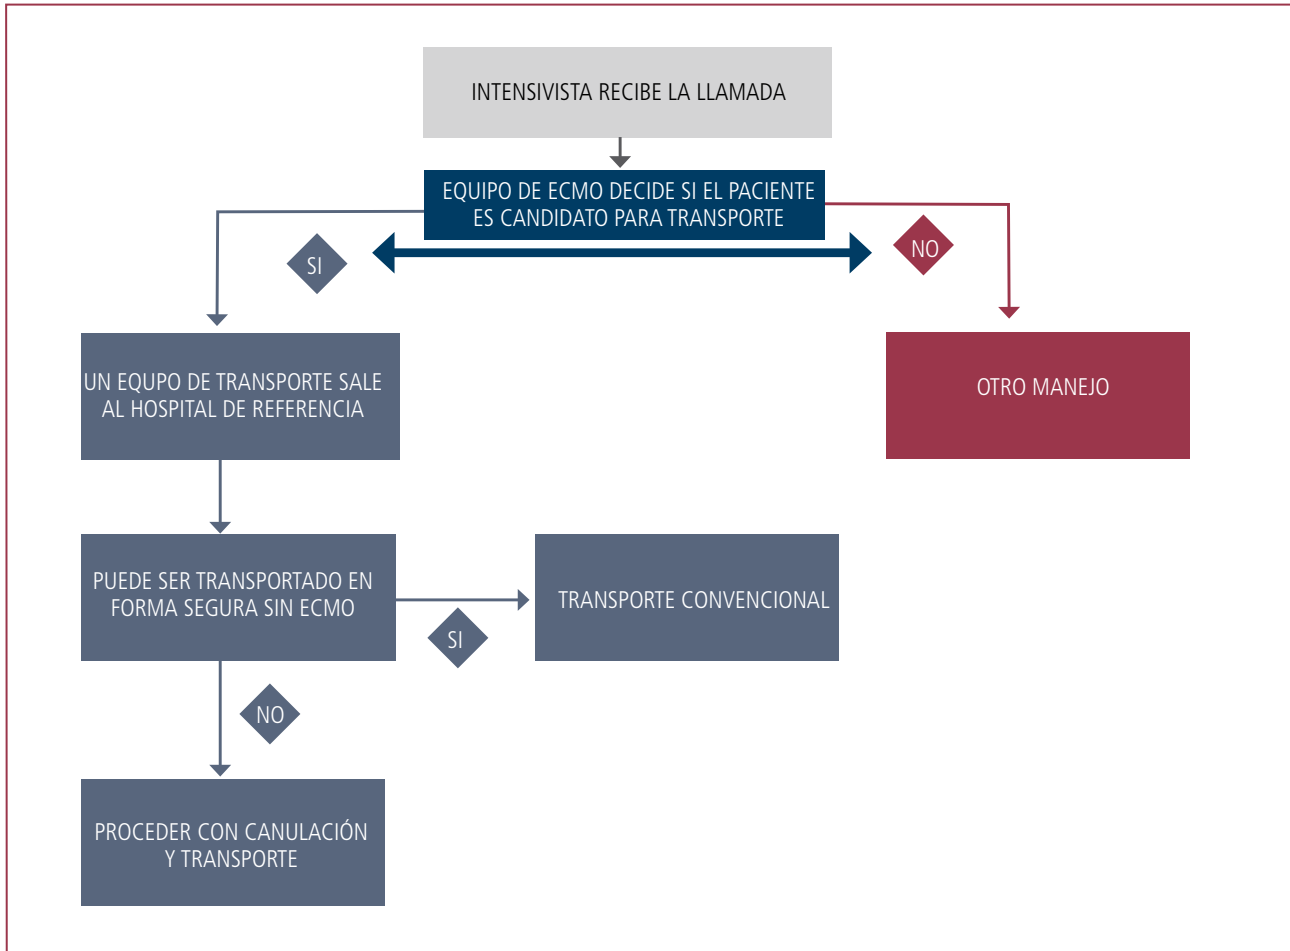 INTENSIVISTA RECIBE LA LLAMADA
EQUIPO DE ECMO DECIDE SI EL PACIENTE
ES CANDIDATO PARA TRANSPORTE
SI
NO
UN EQUPO DE TRANSPORTE SALE
AL HOSPITAL DE REFERENCIA
OTRO MANEJO
PUEDE SER TRANSPORTADO EN
FORMA SEGURA SIN ECMO
SI
TRANSPORTE CONVENCIONAL
NO
PROCEDER CON CANULACIÓN
Y TRANSPORTE